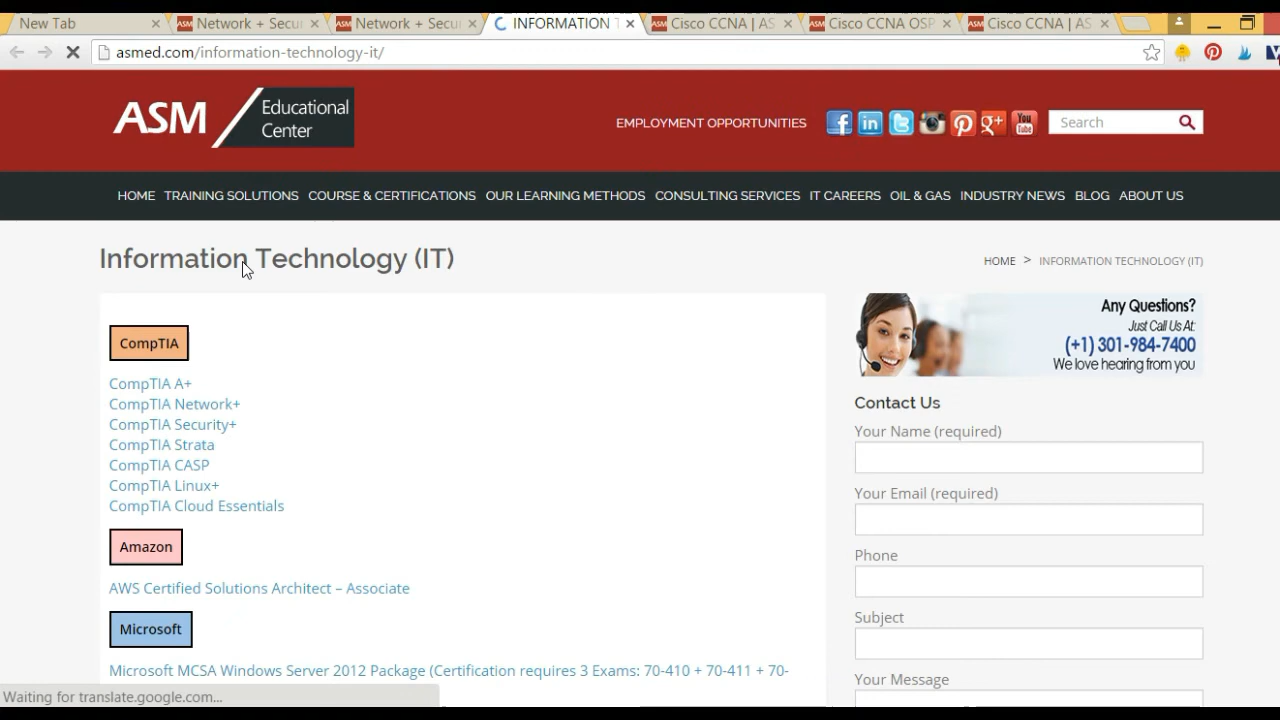 New Tab
Network + Secu
Network + Secu
INFORMATION T
Cisco CCNA | AS
Cisco CCNA OSP
Cisco CCNA | AS
asmed.com/information-technology-it/
ASM
Educational
Center
EMPLOYMENT OPPORTUNITIES
You
Tube
Search
HOME TRAINING SOLUTIONS COURSE & CERTIFICATIONS OUR LEARNING METHODS CONSULTING SERVICES IT CAREERS OIL & GAS INDUSTRY NEWS BLOG ABOUT US
Information Technology (IT)
HOME > INFORMATION TECHNOLOGY (IT)
Any Questions?
Just Call Us At:
(+1) 301-984-7400
We love hearing from you
CompTIA
CompTIA A+
CompTIA Network+
CompTIA Security+
CompTIA Strata
CompTIA CASP
CompTIA Linux+
CompTIA Cloud Essentials
Amazon
AWS Certified Solutions Architect – Associate
Microsoft
Microsoft MCSA Windows Server 2012 Package (Certification requires 3 Exams: 70-410 + 70-411 + 70-
Contact Us
Your Name (required)
Your Email (required)
Phone
Subject
Your Message
Waiting for translate.google.com...